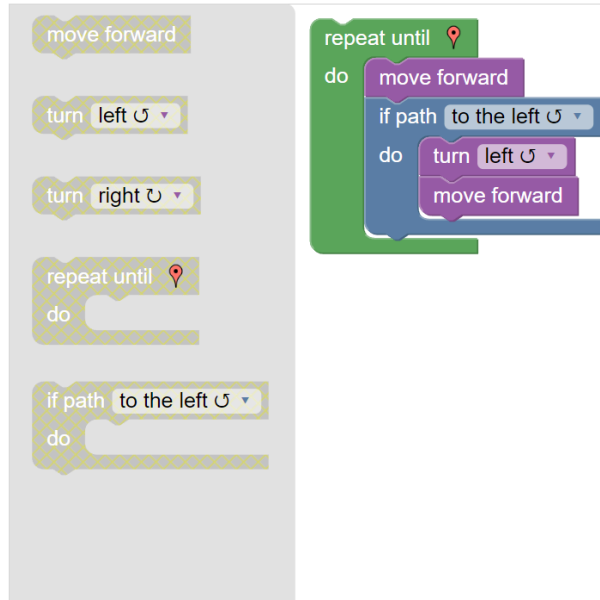 move forward
turn left ↺ ▾
turn right ↻ ▾
repeat until
do
if path to the left ↺ ▾
do
repeat until
do
move forward
if path to the left ↺ ▾
do
turn left ↺ ▾
move forward